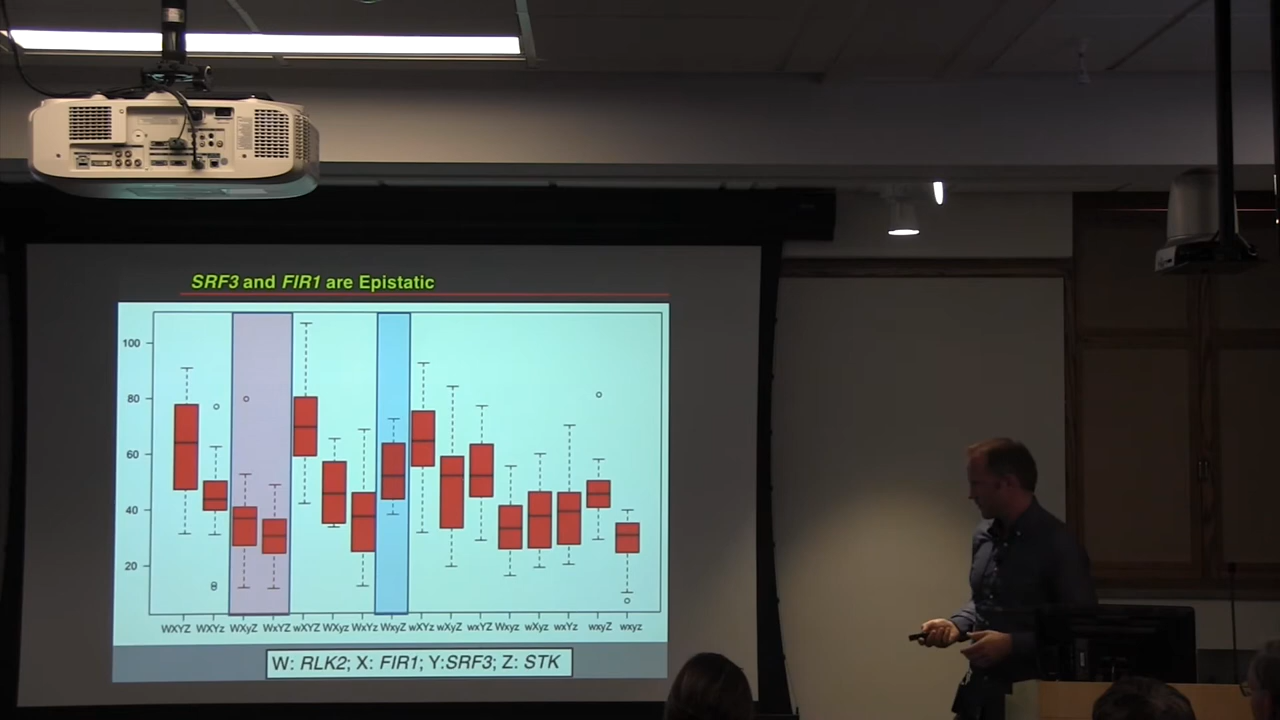 SRF3 and FIR1 are Epistatic
100
80
60
40
20
WXYZ WXYz WXyZ WxYZ wXYZ WXyz WxYz WxyZ wXYz wXyZ wxYZ Wxyz wXyz wxYz wxyZ wxyz
W: RLK2; X: FIR1; Y:SRF3; Z: STK